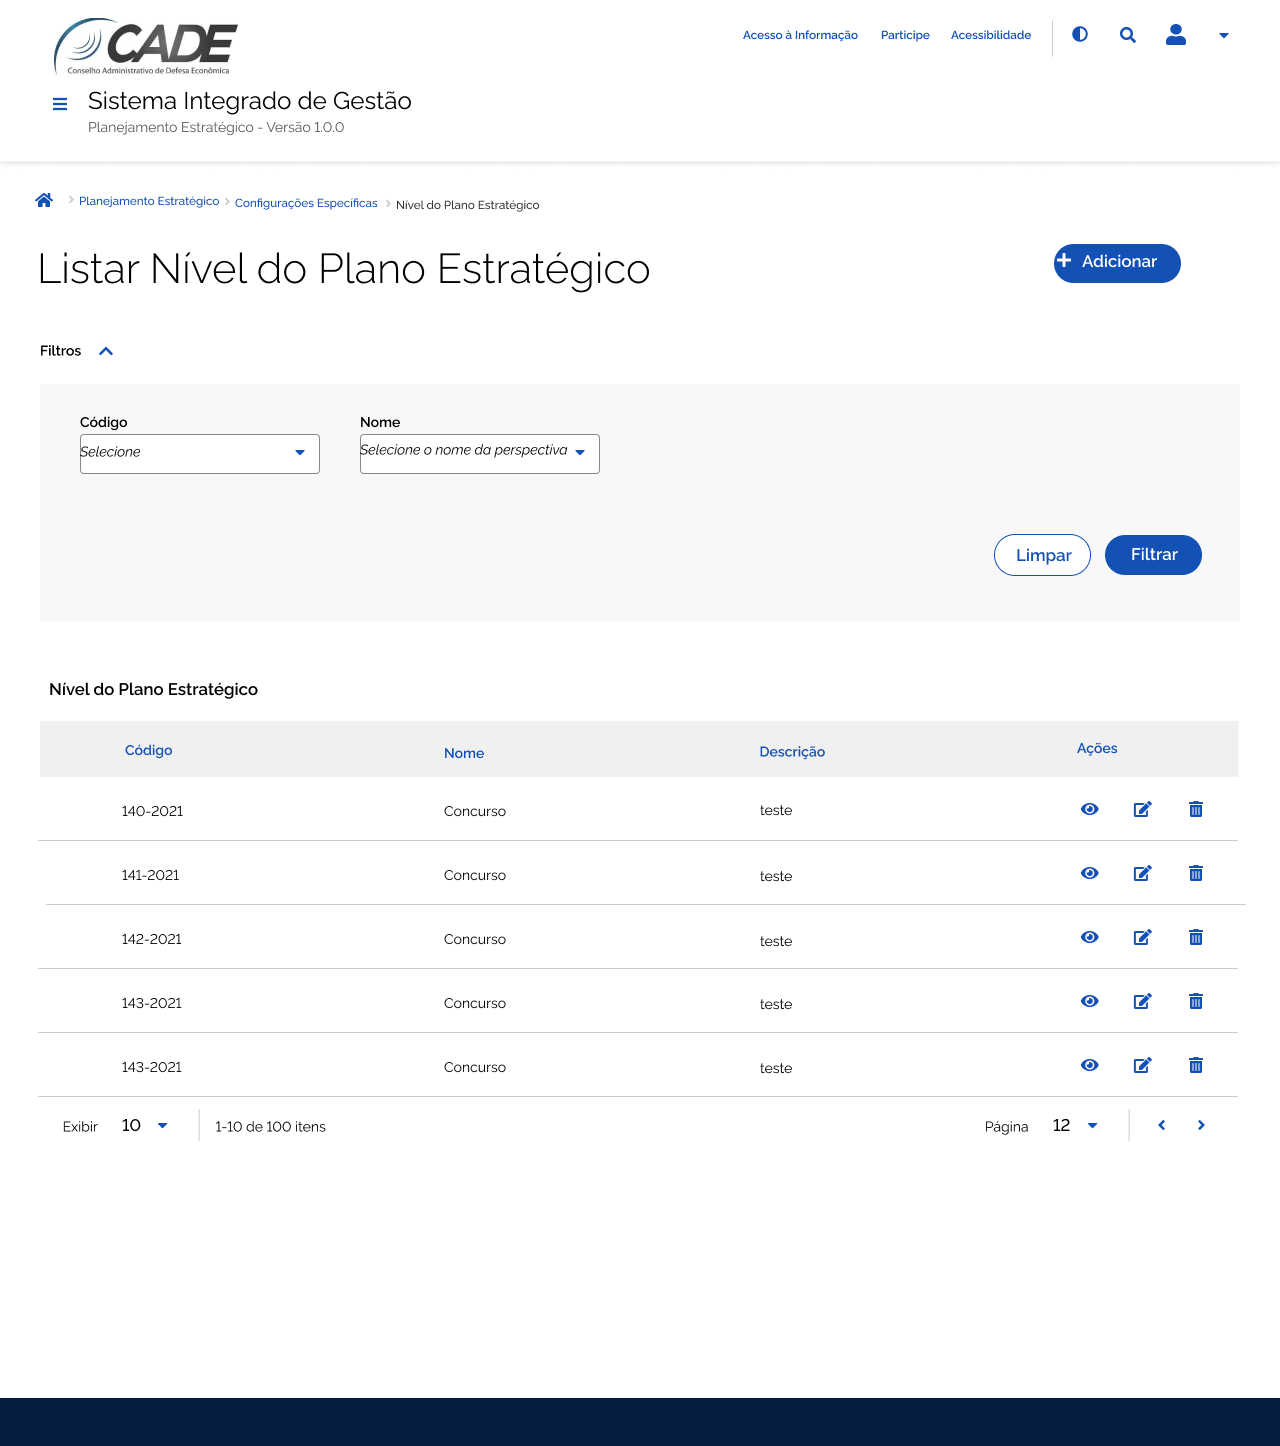 CADE
Conselho Administrativo de Defesa Econômica
Acesso à Informação Participe Acessibilidade
Sistema Integrado de Gestão
Planejamento Estratégico - Versão 1.0.0
Planejamento Estratégico Configurações Específicas Nível do Plano Estratégico
Listar Nível do Plano Estratégico
Adicionar
Filtros
Código Nome
Selecione Selecione o nome da perspectiva
Limpar Filtrar
Nível do Plano Estratégico
Código Nome Descrição Ações
140-2021 Concurso teste
141-2021 Concurso teste
142-2021 Concurso teste
143-2021 Concurso teste
143-2021 Concurso teste
Exibir 10 1-10 de 100 itens Página 12